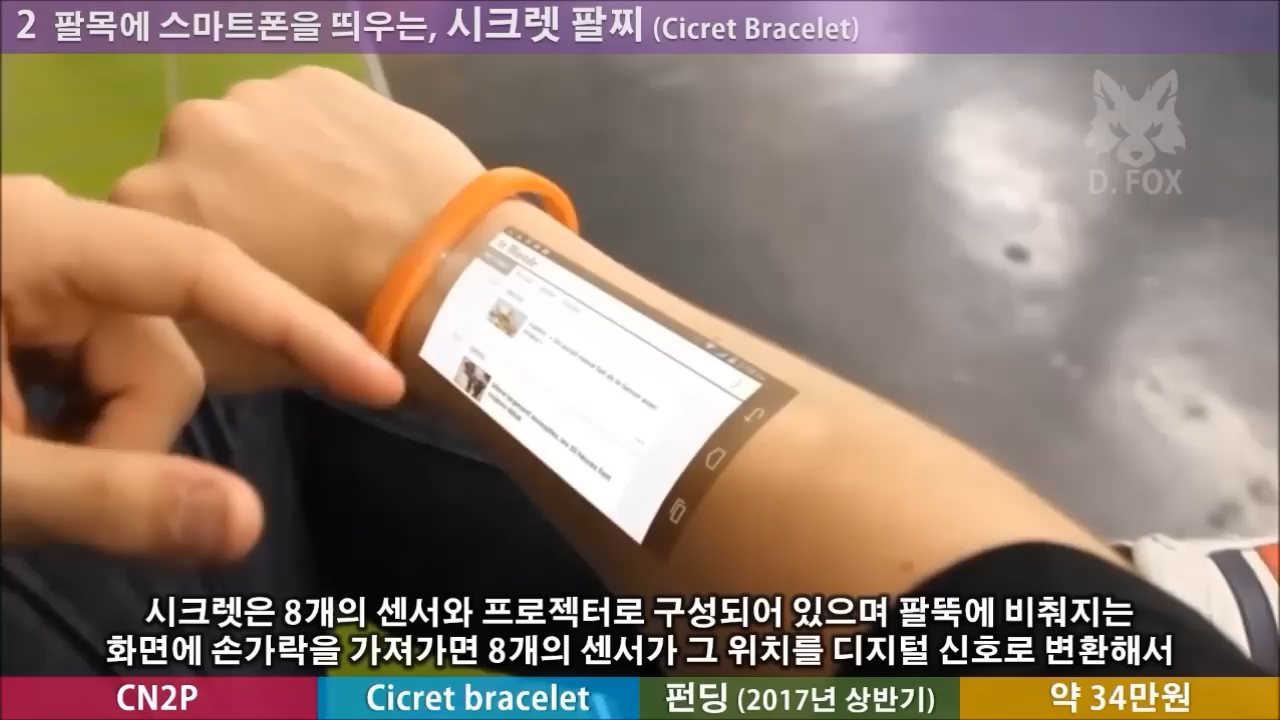 2 팔목에 스마트폰을 띄우는, 시크렛 팔찌 (Cicret Bracelet)
D. FOX
시크렛은 8개의 센서와 프로젝터로 구성되어 있으며 팔뚝에 비춰지는
화면에 손가락을 가져가면 8개의 센서가 그 위치를 디지털 신호로 변환해서
CN2P
Cicret bracelet
펀딩 (2017년 상반기)
약 34만원